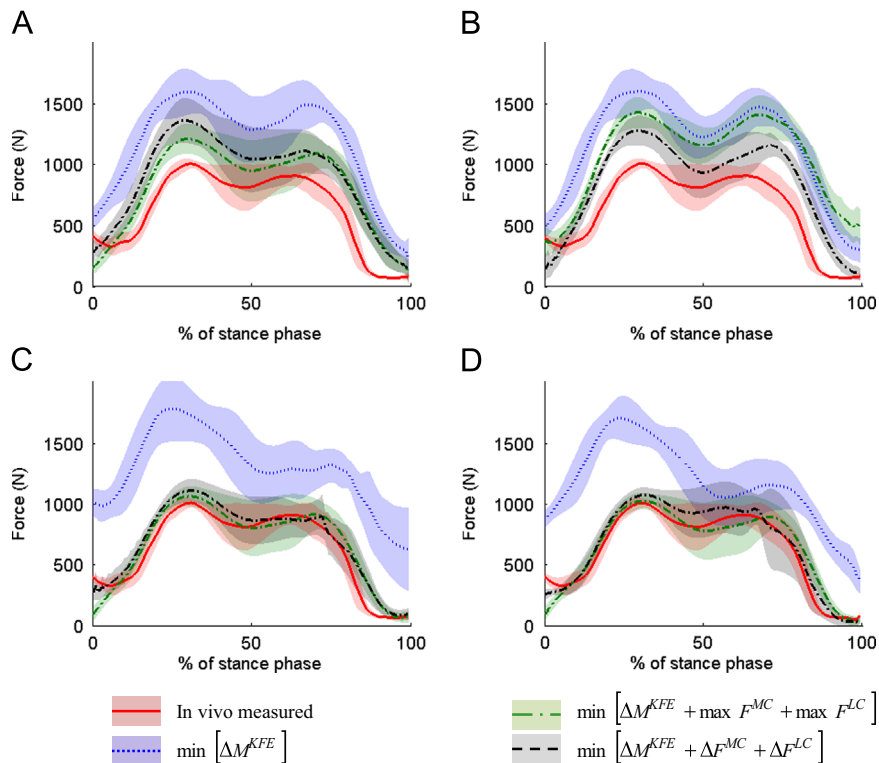 A
B
Force (N)
1500
1000
500
0
0
50
100
% of stance phase
Force (N)
1500
1000
500
0
0
50
100
% of stance phase
C
D
Force (N)
1500
1000
500
0
0
50
100
% of stance phase
Force (N)
1500
1000
500
0
0
50
100
% of stance phase
In vivo measured
min [ΔM^{KFE}]
min [ΔM^{KFE} + max F^{MC} + max F^{LC}]
min [ΔM^{KFE} + ΔF^{MC} + ΔF^{LC}]